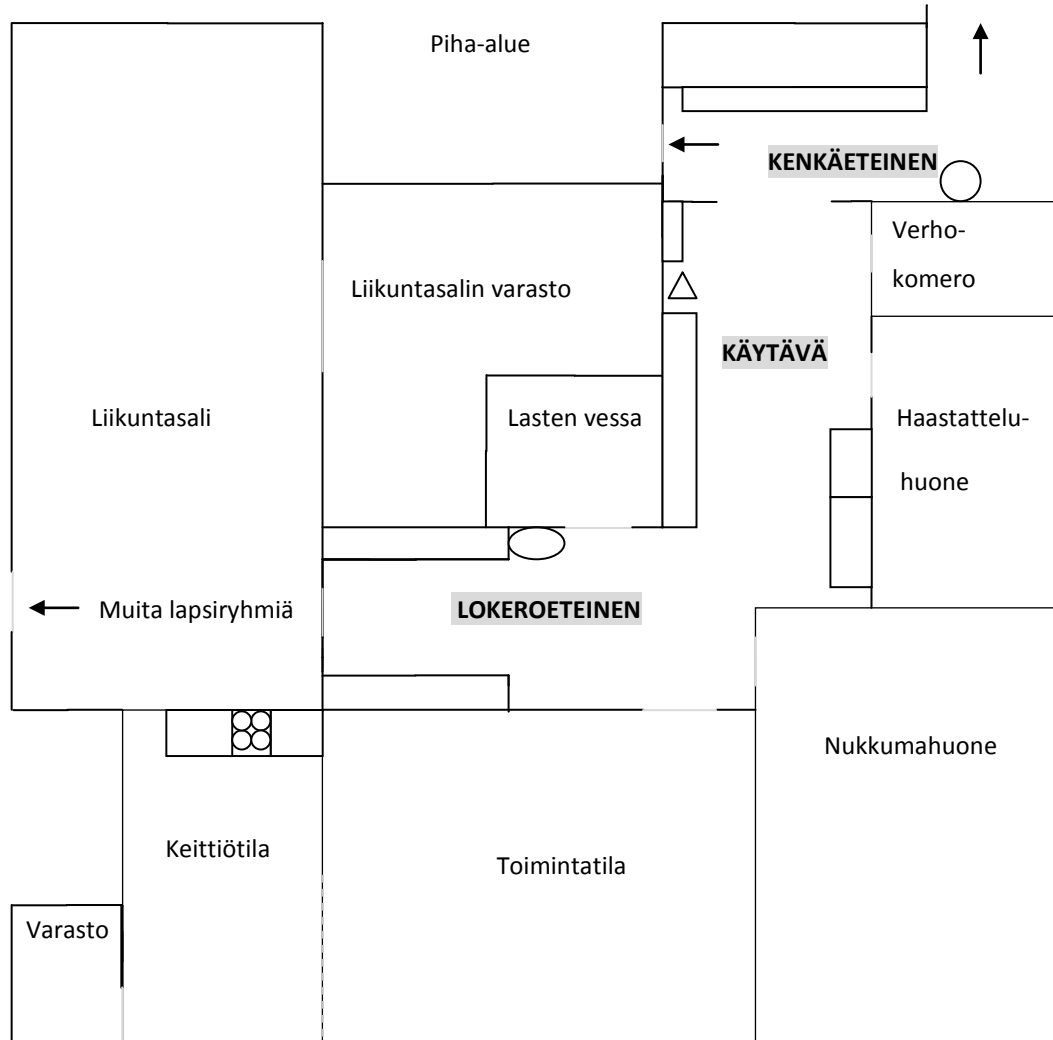 Piha-alue
KENKÄETEINEN
Verho-
komero
Liikuntasalin varasto
KÄYTÄVÄ
Liikuntasali
Lasten vessa
Haastattelu-
huone
Muita lapsiryhmiä
LOKEROETEINEN
Nukkumahuone
Keittiötila
Toimintatila
Varasto